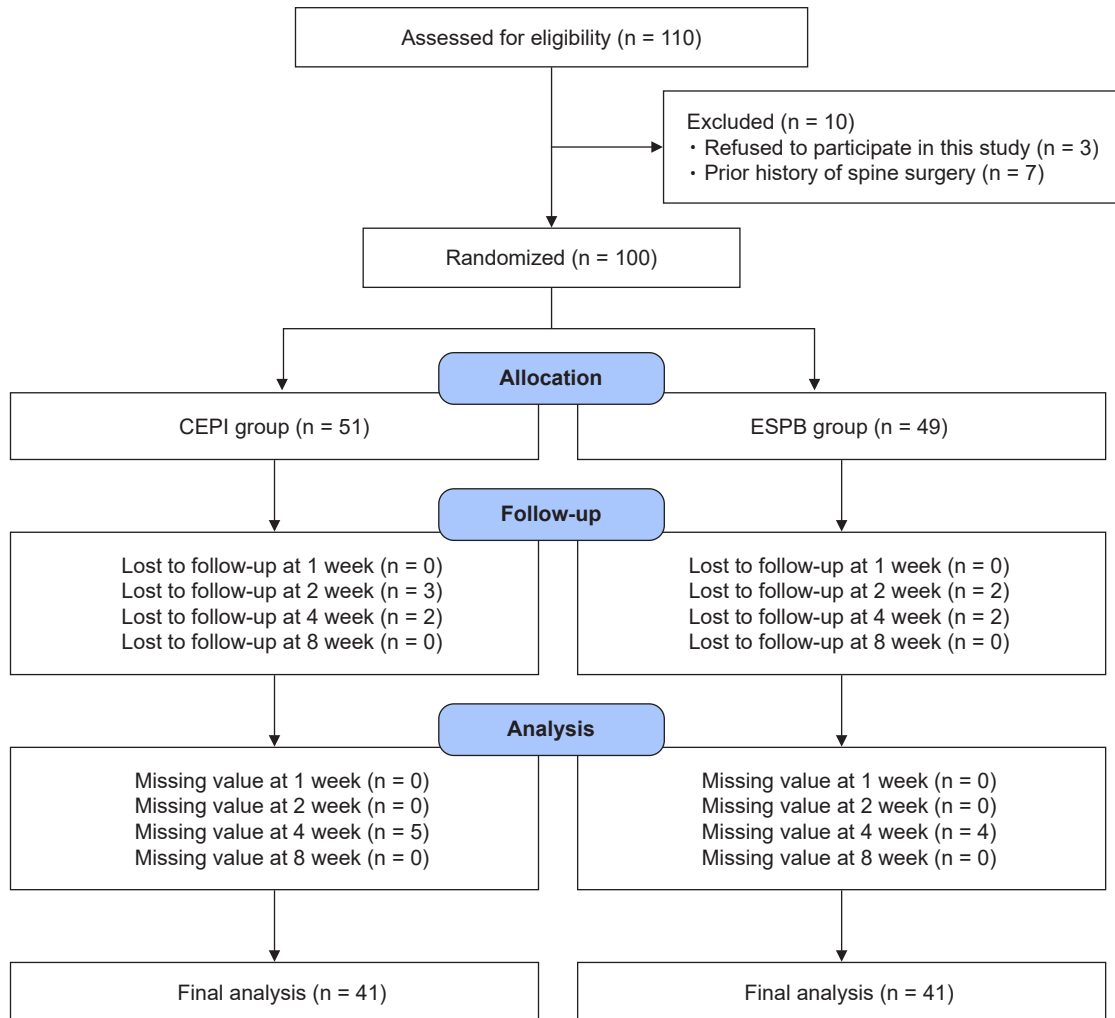 Assessed for eligibility (n = 110)
Excluded (n = 10)
・Refused to participate in this study (n = 3)
・Prior history of spine surgery (n = 7)
Randomized (n = 100)
Allocation
CEPI group (n = 51)
ESPB group (n = 49)
Follow-up
Lost to follow-up at 1 week (n = 0)
Lost to follow-up at 2 week (n = 3)
Lost to follow-up at 4 week (n = 2)
Lost to follow-up at 8 week (n = 0)
Lost to follow-up at 1 week (n = 0)
Lost to follow-up at 2 week (n = 2)
Lost to follow-up at 4 week (n = 2)
Lost to follow-up at 8 week (n = 0)
Analysis
Missing value at 1 week (n = 0)
Missing value at 2 week (n = 0)
Missing value at 4 week (n = 5)
Missing value at 8 week (n = 0)
Missing value at 1 week (n = 0)
Missing value at 2 week (n = 0)
Missing value at 4 week (n = 4)
Missing value at 8 week (n = 0)
Final analysis (n = 41)
Final analysis (n = 41)